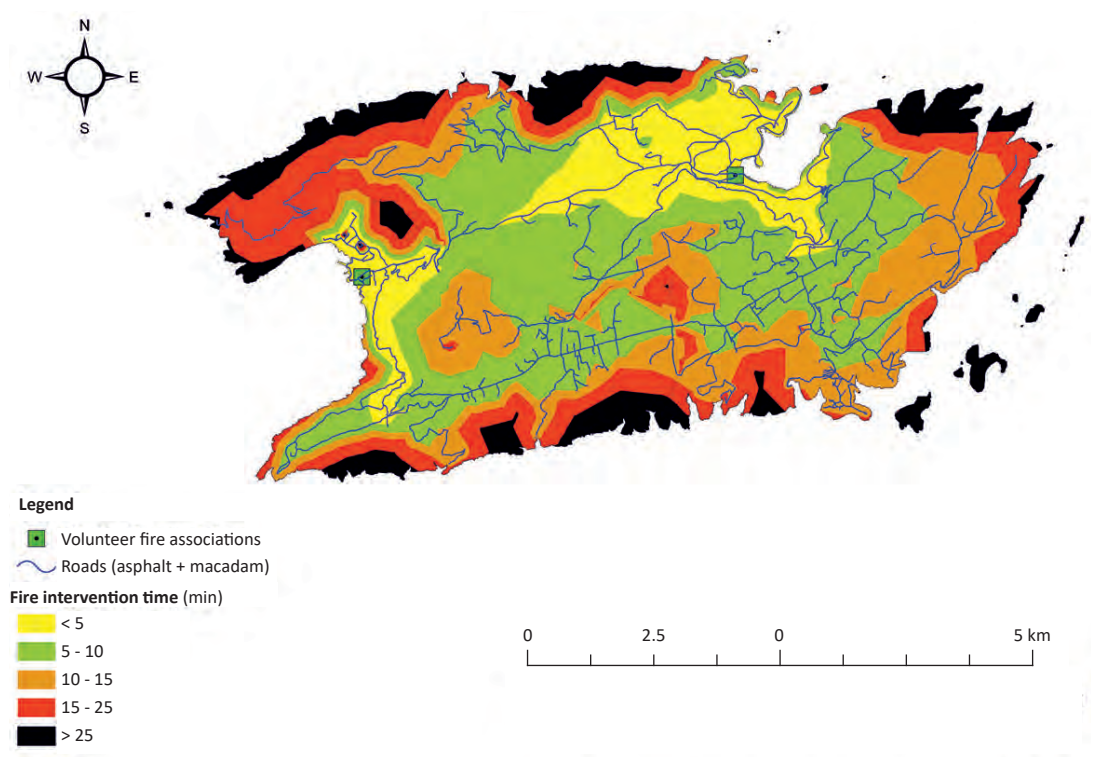 N
W E
S
Legend
Volunteer fire associations
Roads (asphalt + macadam)
Fire intervention time (min)
< 5
5 - 10
10 - 15
15 - 25
> 25
0 2.5 0 5 km